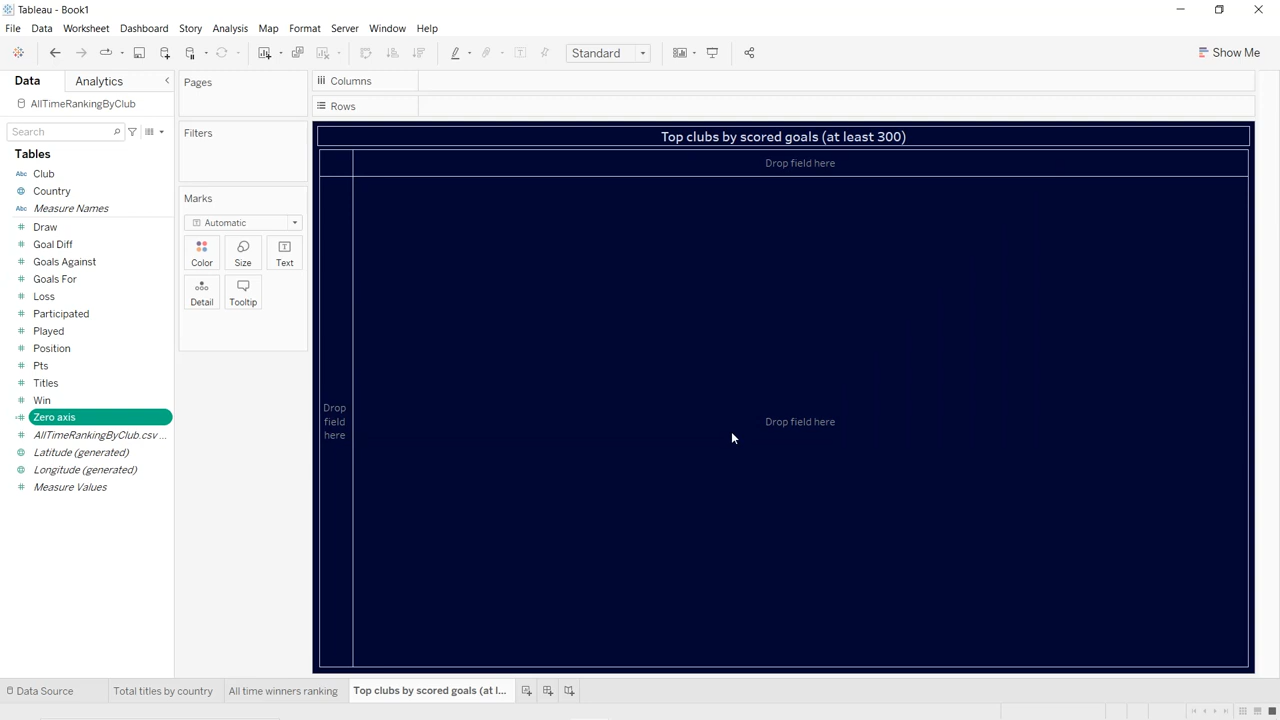 Tableau - Book1
File Data Worksheet Dashboard Story Analysis Map Format Server Window Help
Standard
Show Me
Data Analytics
AllTimeRankingByClub
Search
Tables
Abc Club
Country
Abc Measure Names
Draw
Goal Diff
Goals Against
Goals For
Loss
Participated
Played
Position
Pts
Titles
Win
Zero axis
AllTimeRankingByClub.csv ...
Latitude (generated)
Longitude (generated)
Measure Values
Pages
Filters
Marks
Automatic
Color Size Text
Detail Tooltip
Columns
Rows
Top clubs by scored goals (at least 300)
Drop field here
Drop
field
here
Drop field here
Data Source Total titles by country All time winners ranking Top clubs by scored goals (at l...